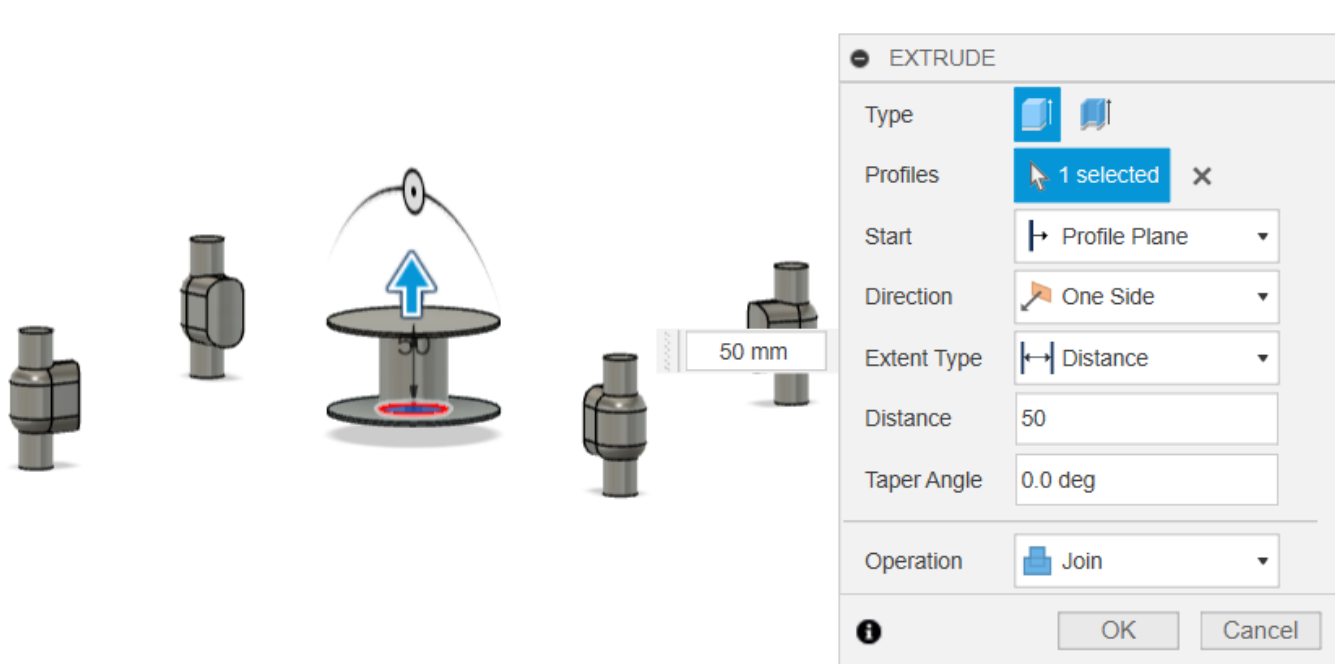 EXTRUDE
Type
Profiles 1 selected
Start Profile Plane
Direction One Side
50 mm
Extent Type Distance
Distance 50
Taper Angle 0.0 deg
Operation Join
OK Cancel